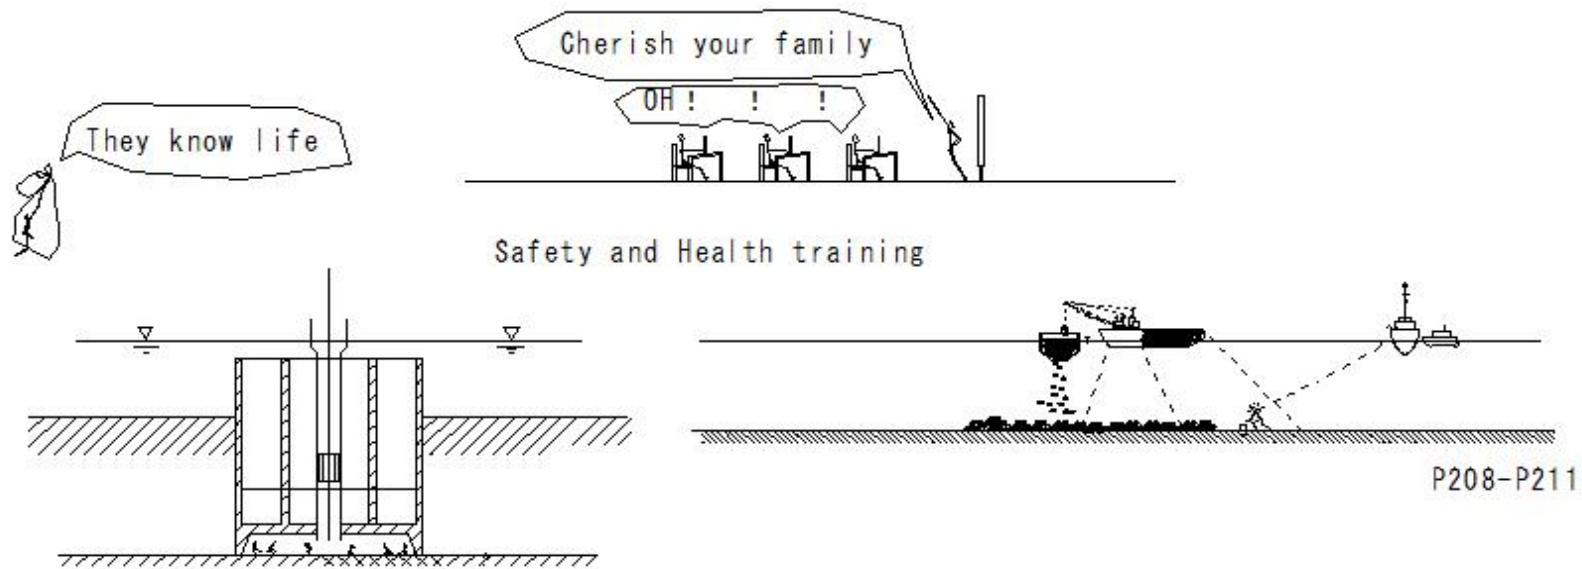 Cherish your family
OH! ! !
They know life
Safety and Health training
P208-P211